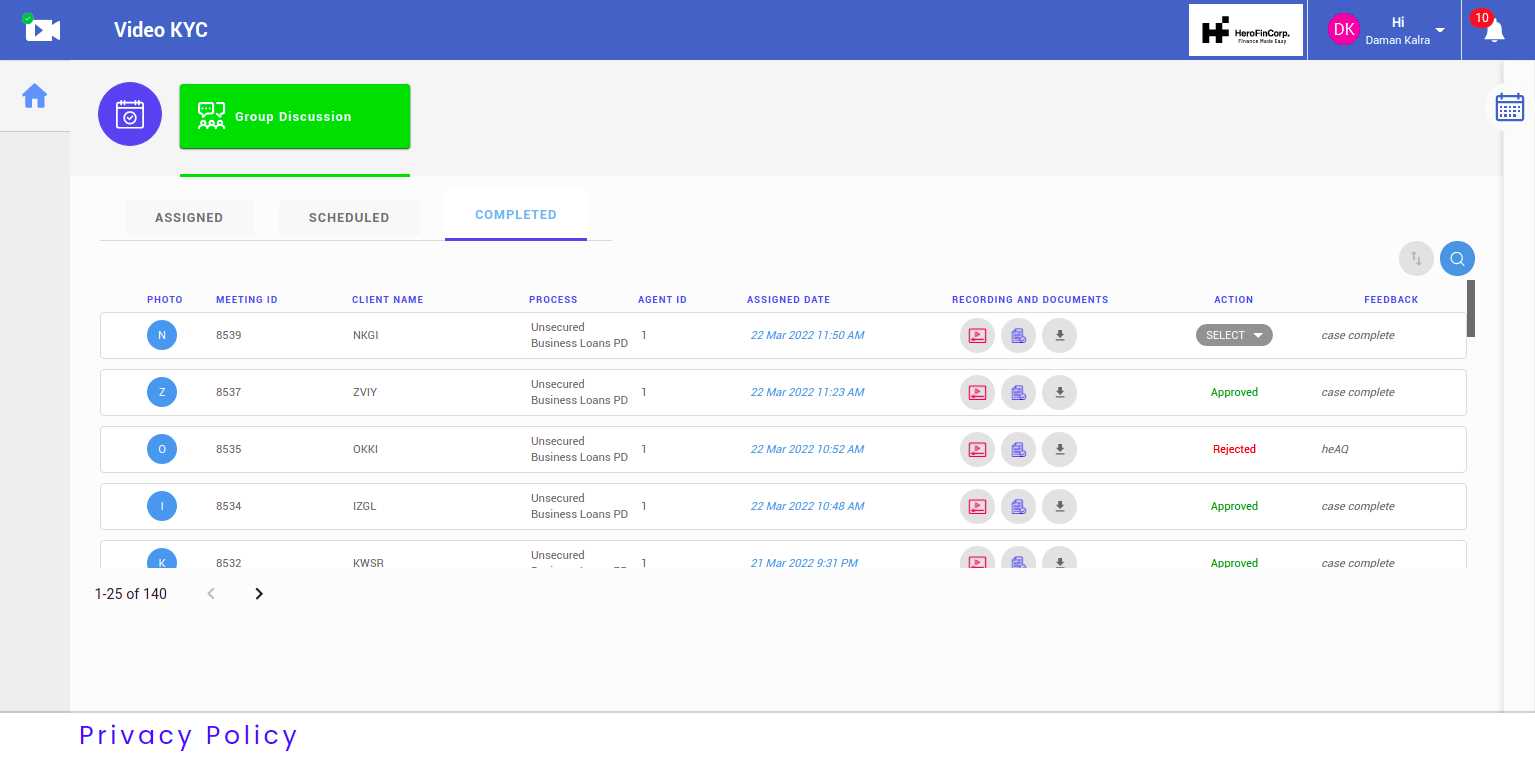 Video KYC
HeroFinCorp.
Finance Made Easy
DK
Hi
Daman Kalra
10
Group Discussion
ASSIGNED
SCHEDULED
COMPLETED
PHOTO MEETING ID CLIENT NAME PROCESS AGENT ID ASSIGNED DATE RECORDING AND DOCUMENTS ACTION FEEDBACK
N 8539 NKGI Unsecured Business Loans PD 1 22 Mar 2022 11:50 AM SELECT case complete
Z 8537 ZVIY Unsecured Business Loans PD 1 22 Mar 2022 11:23 AM Approved case complete
O 8535 OKKI Unsecured Business Loans PD 1 22 Mar 2022 10:52 AM Rejected heAQ
I 8534 IZGL Unsecured Business Loans PD 1 22 Mar 2022 10:48 AM Approved case complete
K 8532 KWSR Unsecured 1 21 Mar 2022 9:31 PM Approved case complete
1-25 of 140
Privacy Policy